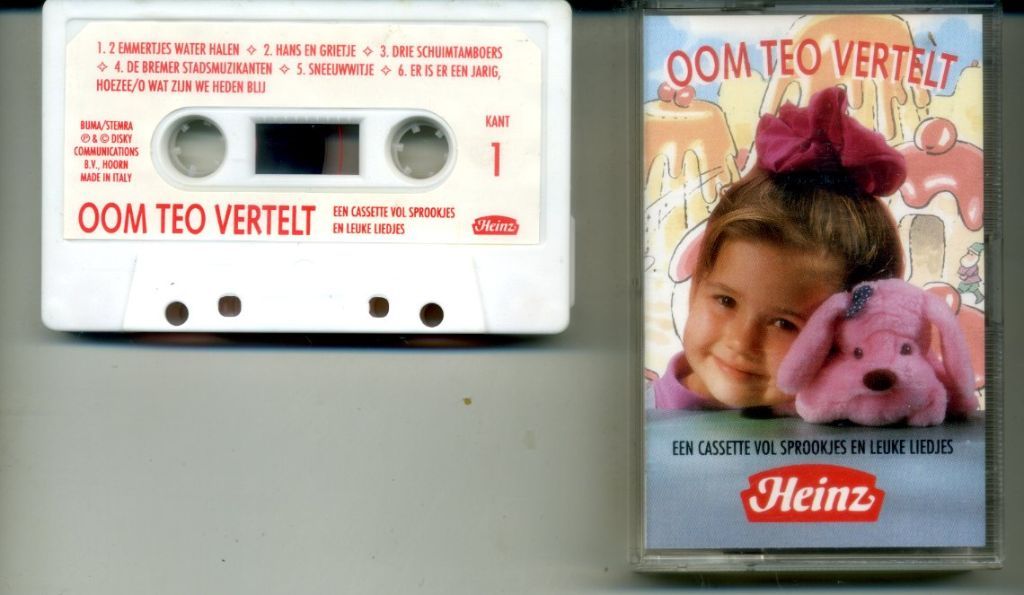 1. 2 EMMERTJES WATER HALEN ✧ 2. HANS EN GRIETJE ✧ 3. DRIE SCHUIMTAMBOERS
✧ 4. DE BREMER STADSMUZIKANTEN ✧ 5. SNEEUWWITJE ✧ 6. ER IS ER EEN JARIG,
HOEZEE/O WAT ZIJN WE HEDEN BLIJ
BUMA/STEMRA
℗ & © DISKY
COMMUNICATIONS
B.V., HOORN
MADE IN ITALY
KANT
1
OOM TEO VERTELT
EEN CASSETTE VOL SPROOKJES
EN LEUKE LIEDJES
Heinz
OOM TEO VERTELT
EEN CASSETTE VOL SPROOKJES EN LEUKE LIEDJES
Heinz